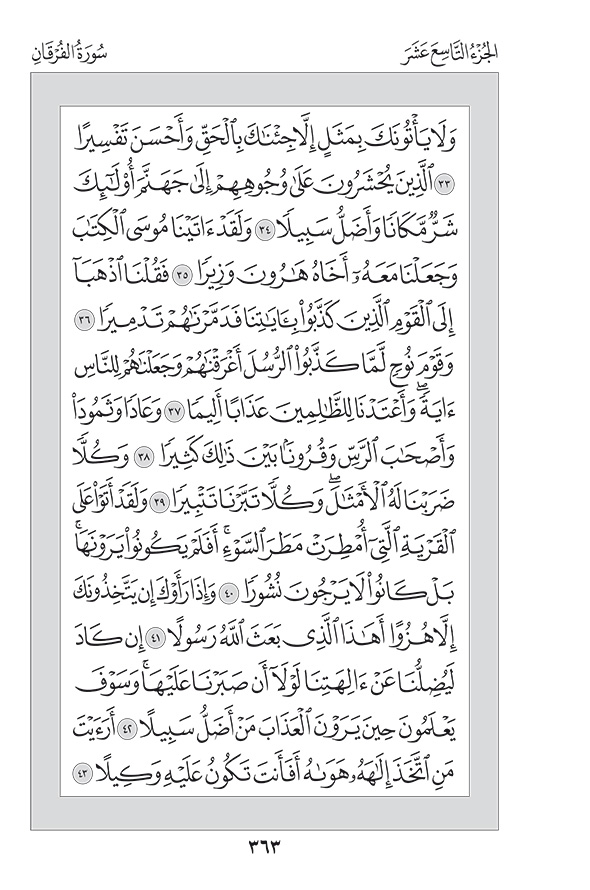 الجُزْءُ التَّاسِعَ عَشَرَ
سُورَةُ الفُرْقَانِ
وَلَا يَأْتُونَكَ بِمَثَلٍ إِلَّا جِئْنَٰكَ بِٱلْحَقِّ وَأَحْسَنَ تَفْسِيرًا
٣٣ ٱلَّذِينَ يُحْشَرُونَ عَلَىٰ وُجُوهِهِمْ إِلَىٰ جَهَنَّمَ أُوْلَٰٓئِكَ
شَرٌّ مَّكَانًا وَأَضَلُّ سَبِيلًا ٣٤ وَلَقَدْ ءَاتَيْنَا مُوسَى ٱلْكِتَٰبَ
وَجَعَلْنَا مَعَهُۥٓ أَخَاهُ هَٰرُونَ وَزِيرًا ٣٥ فَقُلْنَا ٱذْهَبَآ
إِلَى ٱلْقَوْمِ ٱلَّذِينَ كَذَّبُواْ بِـَٔايَٰتِنَا فَدَمَّرْنَٰهُمْ تَدْمِيرًا ٣٦
وَقَوْمَ نُوحٍ لَّمَّا كَذَّبُواْ ٱلرُّسُلَ أَغْرَقْنَٰهُمْ وَجَعَلْنَٰهُمْ لِلنَّاسِ
ءَايَةً ۖ وَأَعْتَدْنَا لِلظَّٰلِمِينَ عَذَابًا أَلِيمًا ٣٧ وَعَادًا وَثَمُودَاْ
وَأَصْحَٰبَ ٱلرَّسِّ وَقُرُونًۢا بَيْنَ ذَٰلِكَ كَثِيرًا ٣٨ وَكُلًّا
ضَرَبْنَا لَهُ ٱلْأَمْثَٰلَ ۖ وَكُلًّا تَبَّرْنَا تَتْبِيرًا ٣٩ وَلَقَدْ أَتَوْاْ عَلَى
ٱلْقَرْيَةِ ٱلَّتِىٓ أُمْطِرَتْ مَطَرَ ٱلسَّوْءِ ۚ أَفَلَمْ يَكُونُواْ يَرَوْنَهَا ۚ
بَلْ كَانُواْ لَا يَرْجُونَ نُشُورًا ٤٠ وَإِذَا رَأَوْكَ إِن يَتَّخِذُونَكَ
إِلَّا هُزُوًا أَهَٰذَا ٱلَّذِى بَعَثَ ٱللَّهُ رَسُولًا ٤١ إِن كَادَ
لَيُضِلُّنَا عَنْ ءَالِهَتِنَا لَوْلَآ أَن صَبَرْنَا عَلَيْهَا ۚ وَسَوْفَ
يَعْلَمُونَ حِينَ يَرَوْنَ ٱلْعَذَابَ مَنْ أَضَلُّ سَبِيلًا ٤٢ أَرَءَيْتَ
مَنِ ٱتَّخَذَ إِلَٰهَهُۥ هَوَىٰهُ أَفَأَنتَ تَكُونُ عَلَيْهِ وَكِيلًا ٤٣
٣٦٣